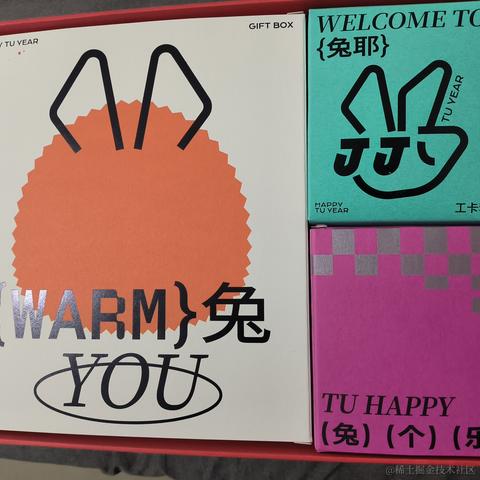 Y TU YEAR
GIFT BOX
{WARM}兔
YOU
WELCOME TO
{兔耶}
JJ
TU YEAR
HAPPY
TU YEAR
工卡
TU HAPPY
(兔) (个) (乐
@稀土掘金技术社区